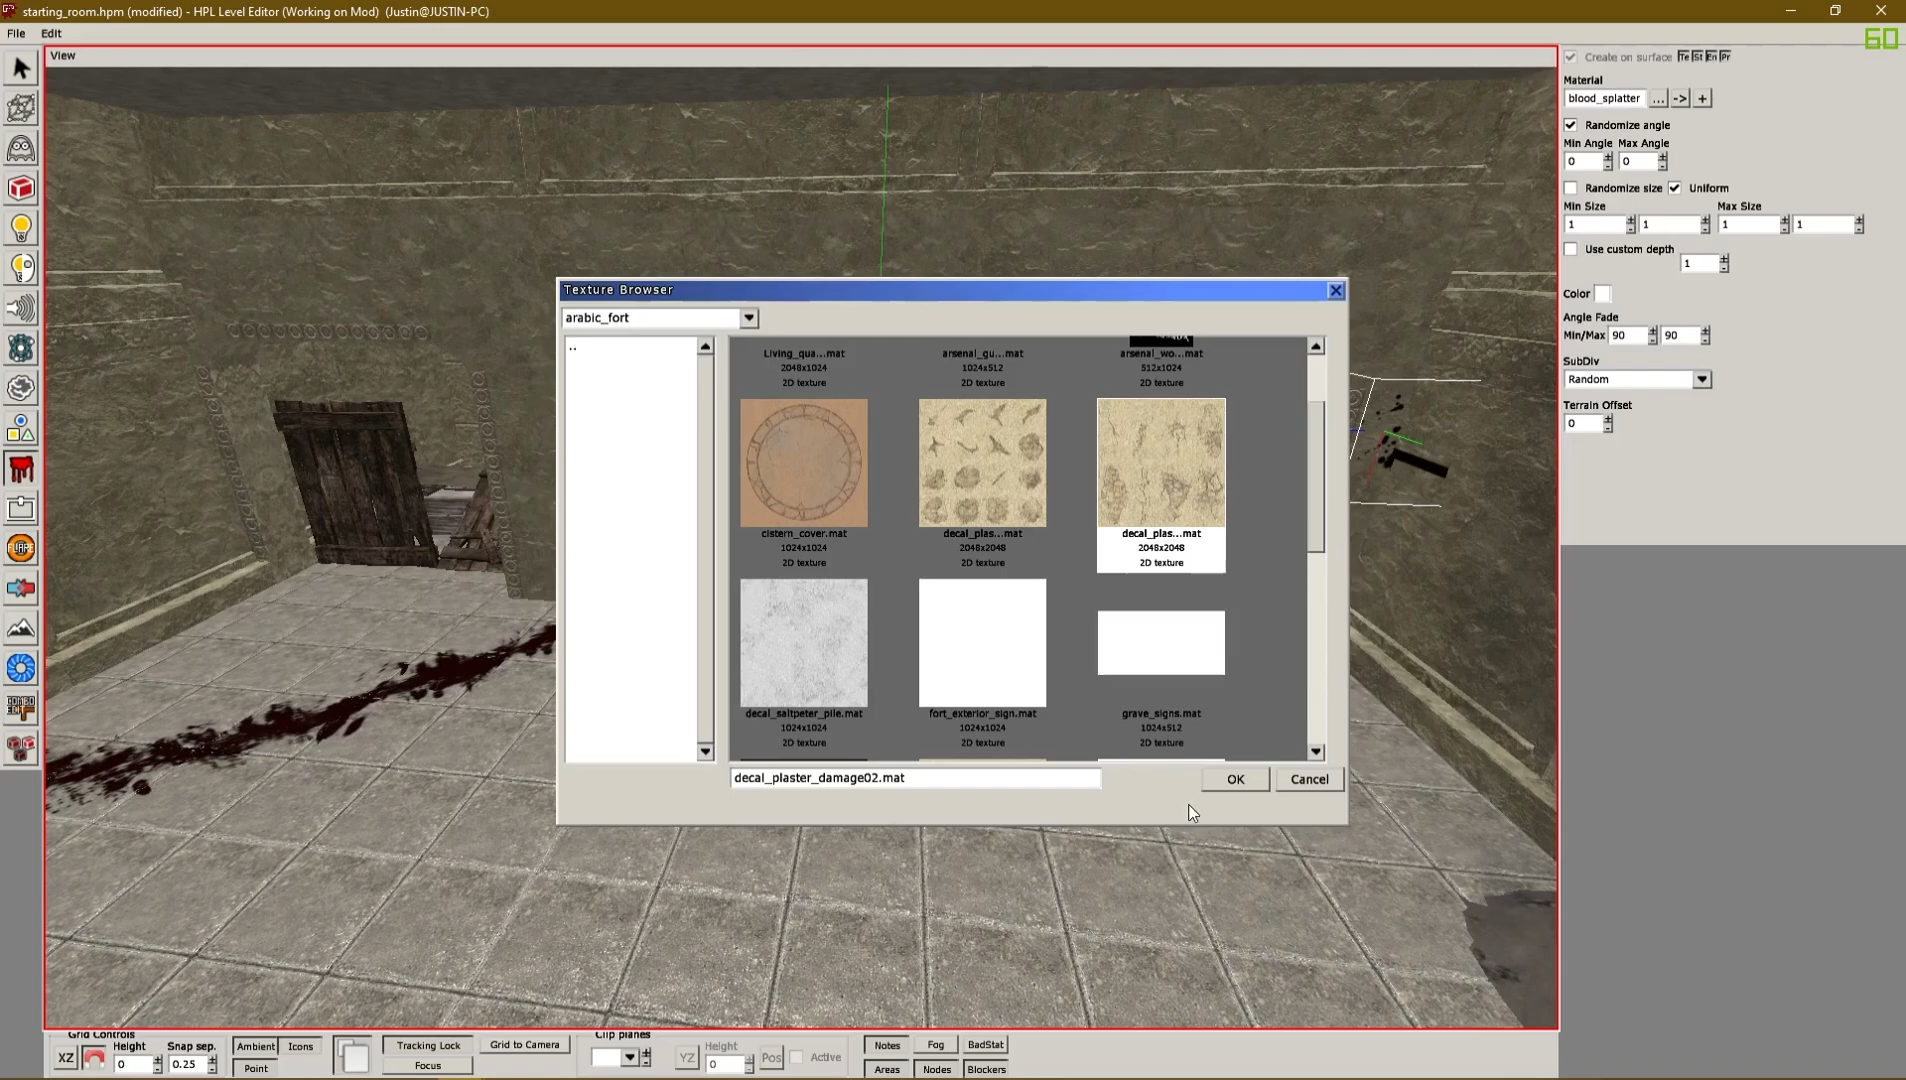 starting_room.hpm (modified) - HPL Level Editor (Working on Mod)  (Justin@JUSTIN-PC)
File Edit
60
View
Create on surface Te St En Pr
Material
blood_splatter ... -> +
Randomize angle
Min Angle Max Angle
0 0
Randomize size Uniform
Min Size Max Size
1 1 1 1
Use custom depth
1
Color
Angle Fade
Min/Max 90 90
SubDiv
Random
Terrain Offset
0
Texture Browser
arabic_fort
..
Living_qua...mat arsenal_gu...mat arsenal_wo...mat
2048x1024 1024x512 512x1024
2D texture 2D texture 2D texture
cistern_cover.mat decal_plas...mat decal_plas...mat
1024x1024 2048x2048 2048x2048
2D texture 2D texture 2D texture
decal_saltpeter_pile.mat fort_exterior_sign.mat grave_signs.mat
1024x1024 1024x1024 1024x512
2D texture 2D texture 2D texture
decal_plaster_damage02.mat OK Cancel
FLARE
COMBO
Grid Controls
XZ Height Snap sep.
0 0.25
Ambient Icons
Point
Tracking Lock Grid to Camera
Focus
Clip planes
YZ Height
0 Pos Active
Notes Fog BadStat
Areas Nodes Blockers